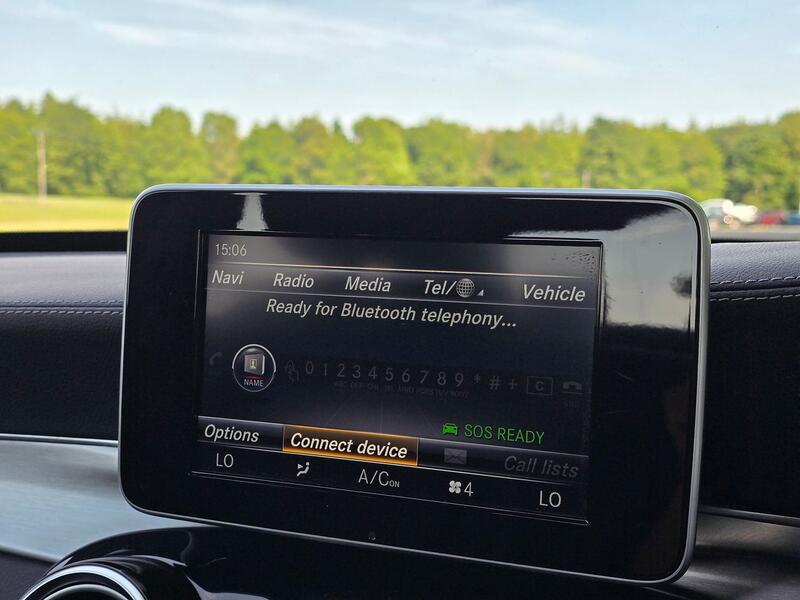 15:06
Navi Radio Media Tel/ Vehicle
Ready for Bluetooth telephony...
0 1 2 3 4 5 6 7 8 9 * # + C
NAME
SOS READY
Options Connect device Call lists
LO A/C ON 4 LO